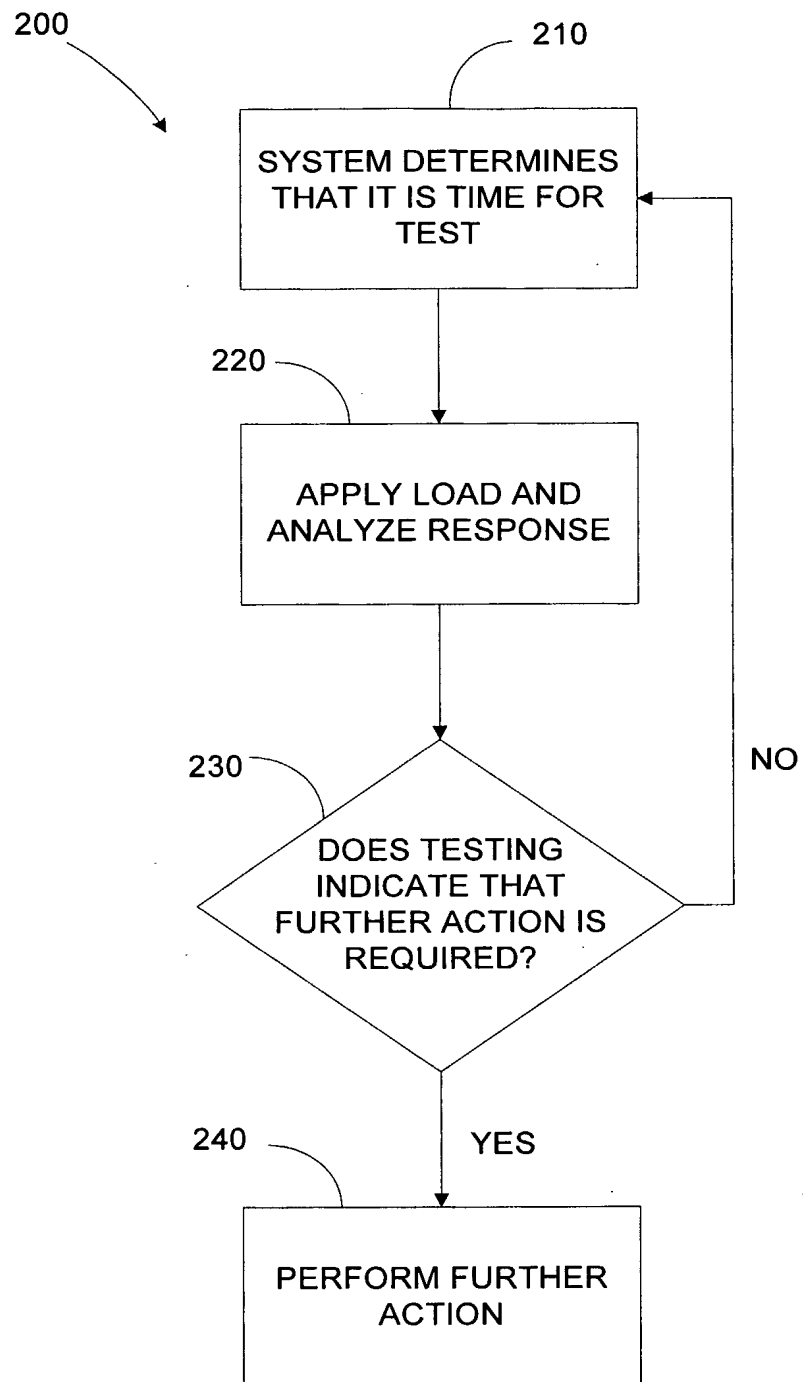 200
210
SYSTEM DETERMINES
THAT IT IS TIME FOR
TEST
220
APPLY LOAD AND
ANALYZE RESPONSE
230
NO
DOES TESTING
INDICATE THAT
FURTHER ACTION IS
REQUIRED?
240
YES
PERFORM FURTHER
ACTION